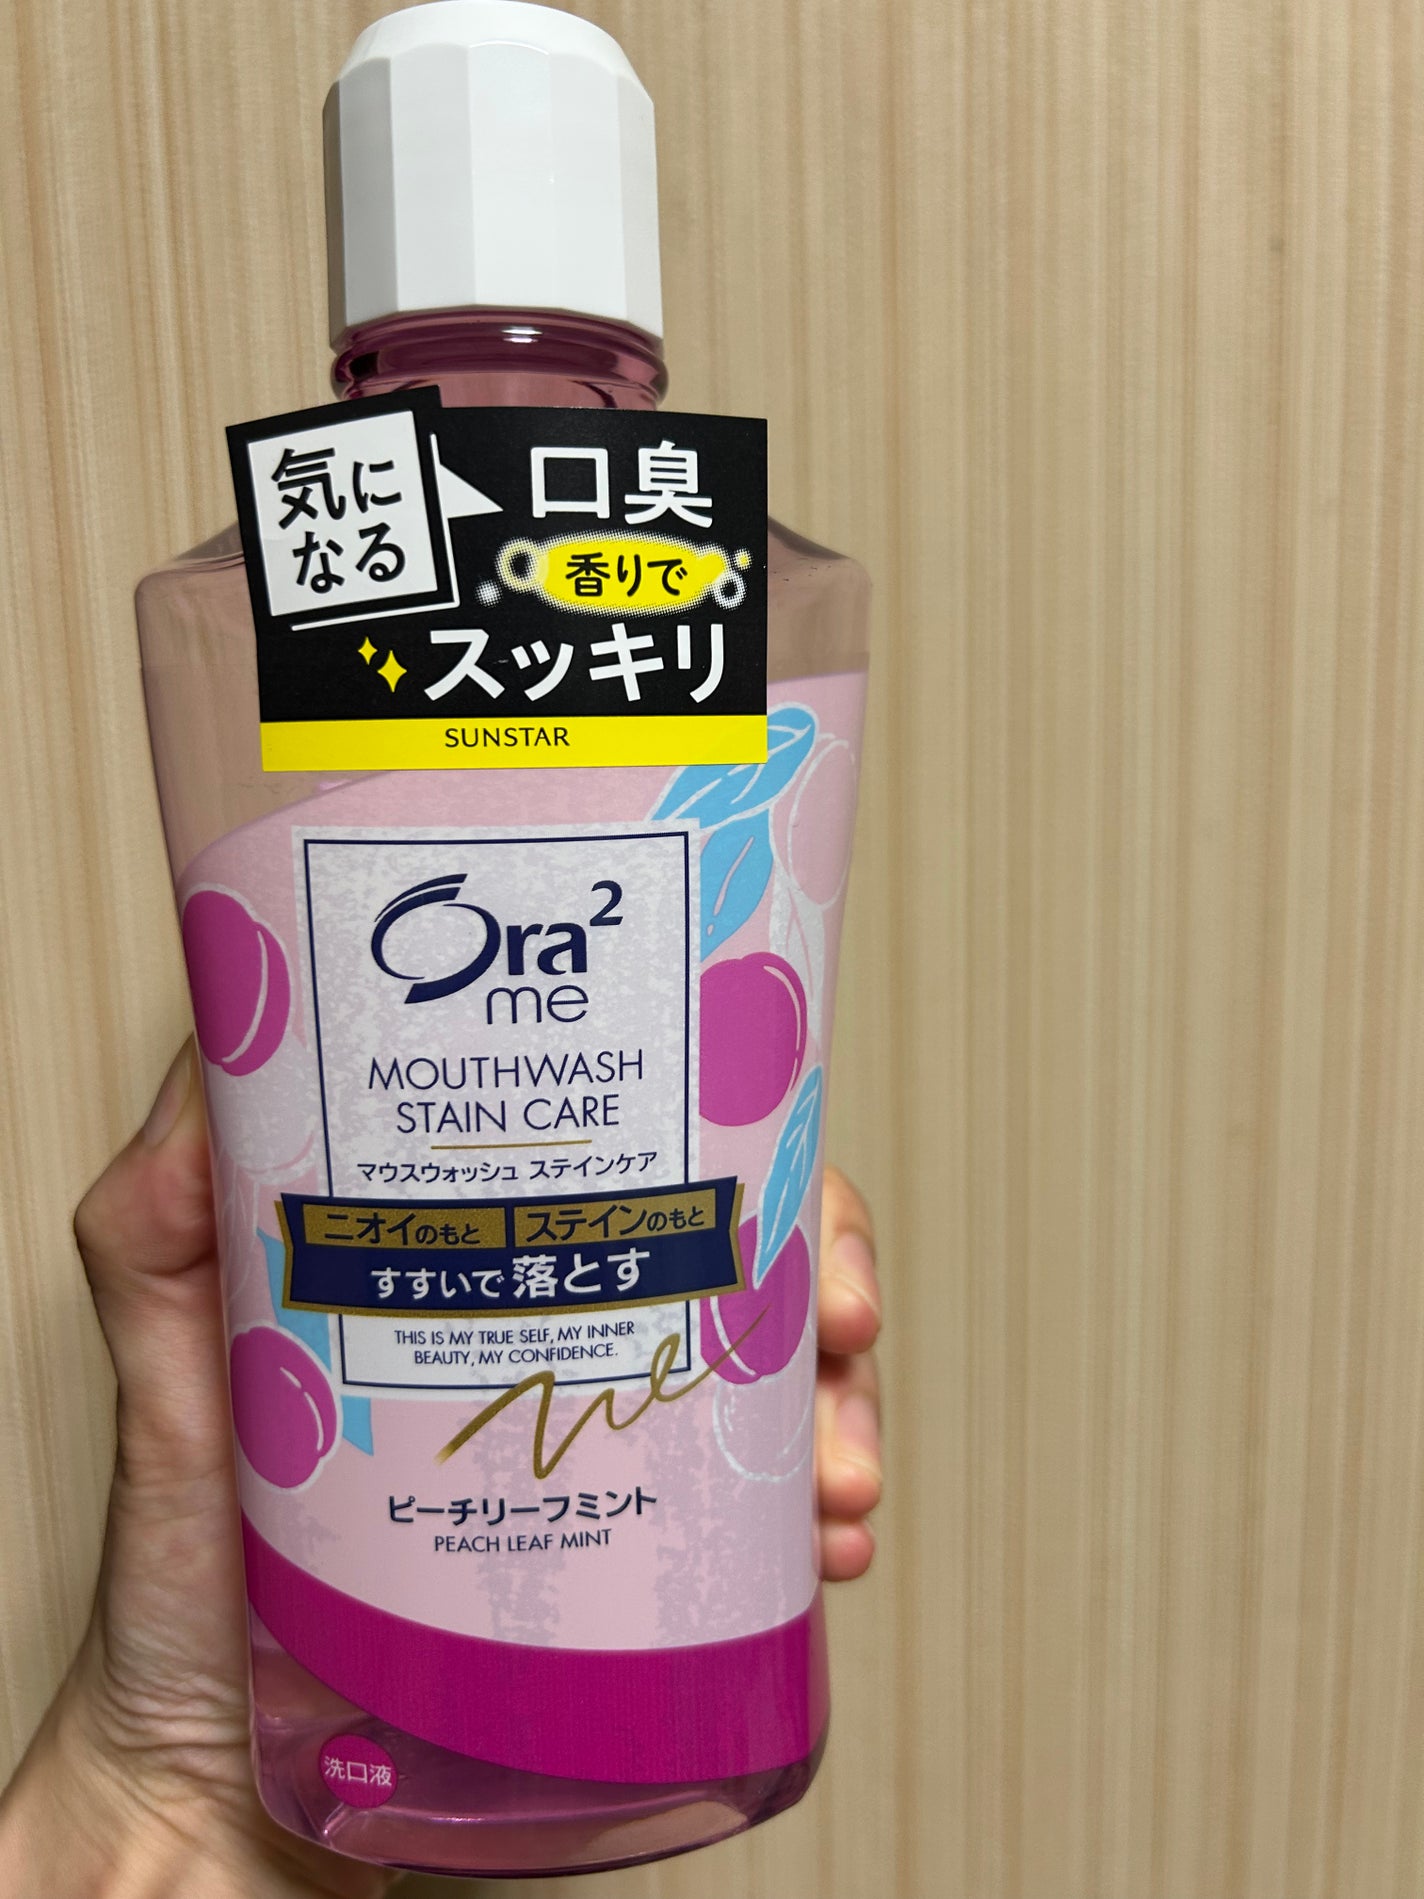 気に
なる
口臭
香りで
スッキリ
SUNSTAR
Ora²
me
MOUTHWASH
STAIN CARE
マウスウォッシュ ステインケア
ニオイのもと ステインのもと
すすいで落とす
THIS IS MY TRUE SELF, MY INNER
BEAUTY, MY CONFIDENCE.
me
ピーチリーフミント
PEACH LEAF MINT
洗口液